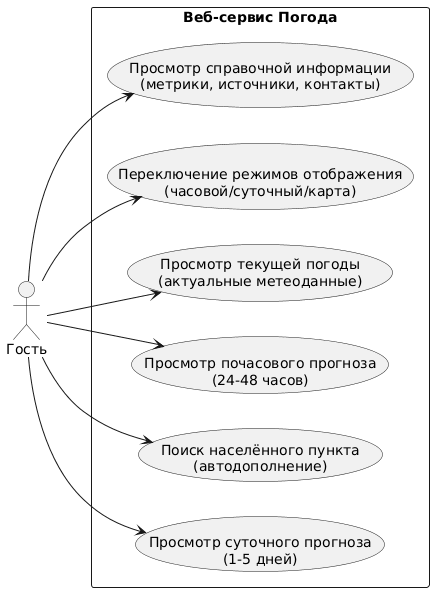 Веб-сервис Погода
Просмотр справочной информации
(метрики, источники, контакты)
Переключение режимов отображения
(часовой/суточный/карта)
Просмотр текущей погоды
(актуальные метеоданные)
Гость
Просмотр почасового прогноза
(24-48 часов)
Поиск населённого пункта
(автодополнение)
Просмотр суточного прогноза
(1-5 дней)